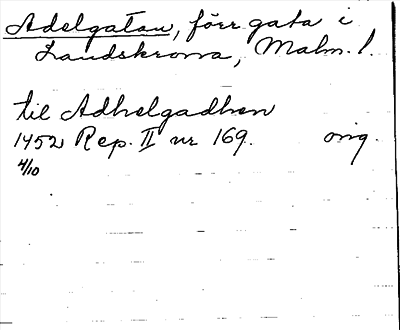 Adelgatan, förr gata i
Landskrona, Malm. l.
til Adhelgadhen
1452 Rep. II nr 169. orig.
4/10